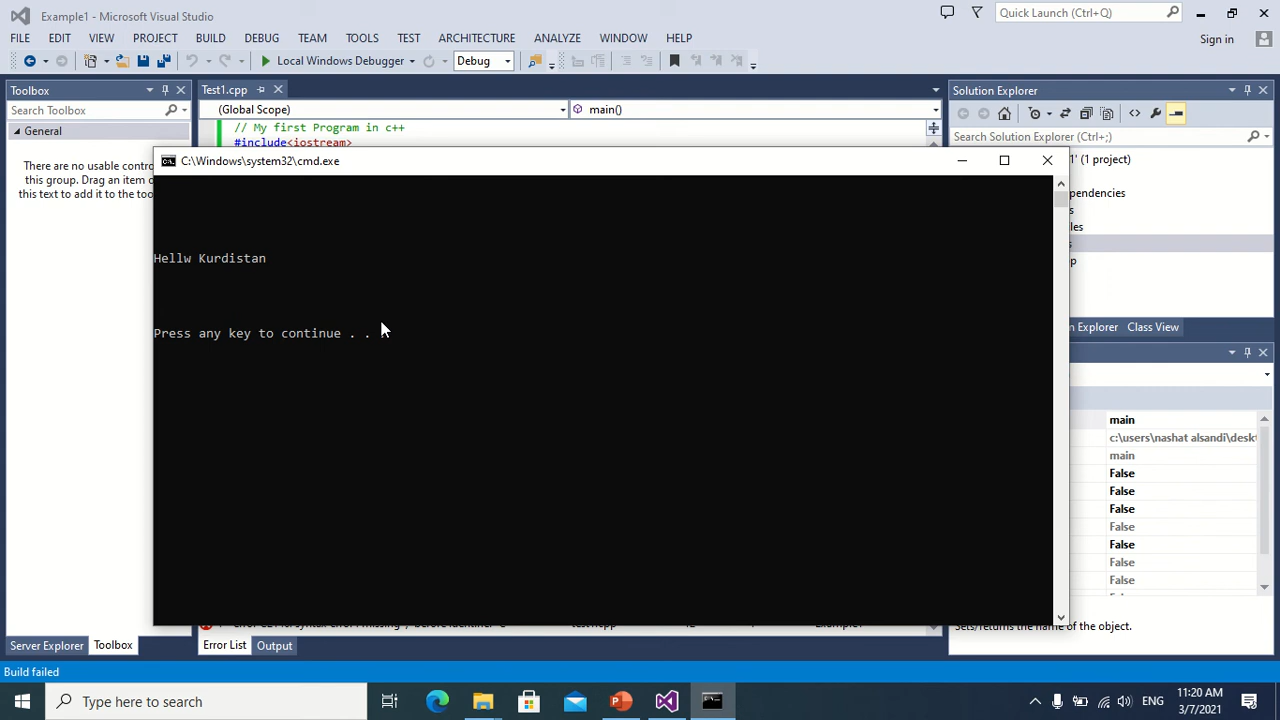 Example1 - Microsoft Visual Studio
Quick Launch (Ctrl+Q)
FILE EDIT VIEW PROJECT BUILD DEBUG TEAM TOOLS TEST ARCHITECTURE ANALYZE WINDOW HELP
Sign in
Local Windows Debugger
Debug
Toolbox
Test1.cpp
Solution Explorer
Search Toolbox
(Global Scope)
main()
General
// My first Program in c++
#include<iostream>
Search Solution Explorer (Ctrl+;)
There are no usable control
this group. Drag an item o
this text to add it to the too
C:\Windows\system32\cmd.exe
1' (1 project)
pendencies
s
les
s
p
Hellw Kurdistan
Press any key to continue . .
m Explorer
Class View
main
c:\users\nashat alsandi\deskt
main
False
False
False
False
False
False
False
Sets/returns the name of the object.
Server Explorer
Toolbox
Error List
Output
Build failed
Type here to search
ENG
11:20 AM
3/7/2021